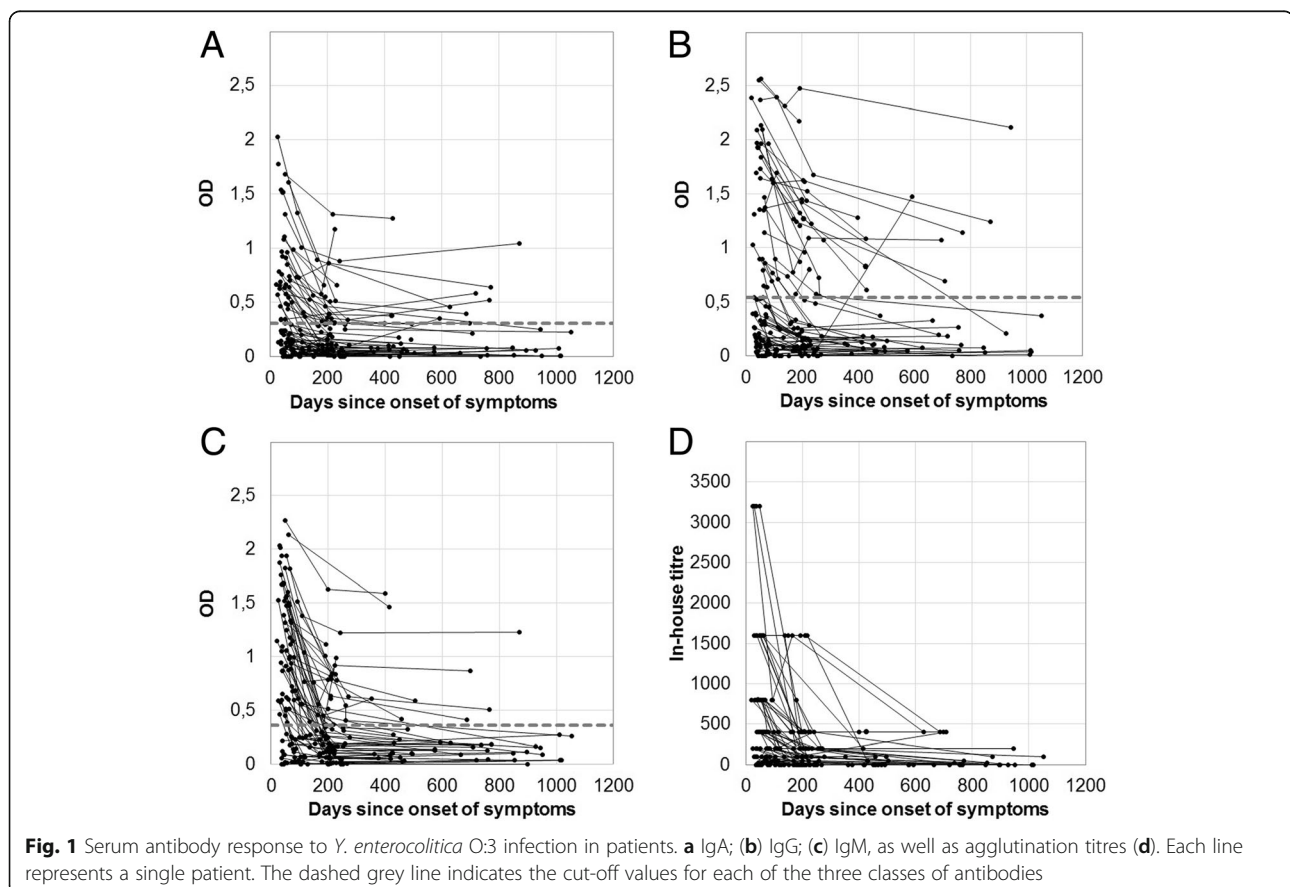 A
2,5
2
1,5
1
0,5
0
OD
0 200 400 600 800 1000 1200
Days since onset of symptoms
B
2,5
2
1,5
1
0,5
0
OD
0 200 400 600 800 1000 1200
Days since onset of symptoms
C
2,5
2
1,5
1
0,5
0
OD
0 200 400 600 800 1000 1200
Days since onset of symptoms
D
3500
3000
2500
2000
1500
1000
500
0
In-house titre
0 200 400 600 800 1000 1200
Days since onset of symptoms
Fig. 1 Serum antibody response to Y. enterocolitica O:3 infection in patients. a IgA; (b) IgG; (c) IgM, as well as agglutination titres (d). Each line
represents a single patient. The dashed grey line indicates the cut-off values for each of the three classes of antibodies